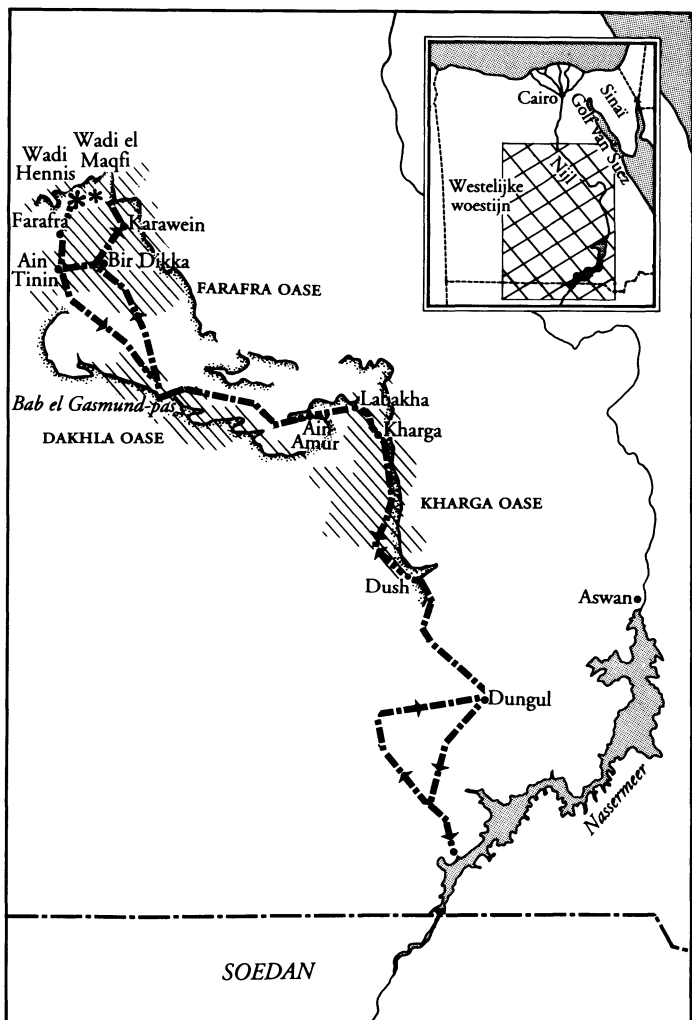 Cairo
Sinaï
Golf van Suez
Nijl
Westelijke
woestijn
Wadi el
Maqfi
Wadi
Hennis
Farafra
Karawein
Ain
Tinin
Bir Dikka
FARAFRA OASE
Bab el Gasmund-pas
DAKHLA OASE
Labakha
Ain
Amur
Kharga
KHARGA OASE
Dush
Aswan
Dungul
Nassermeer
SOEDAN